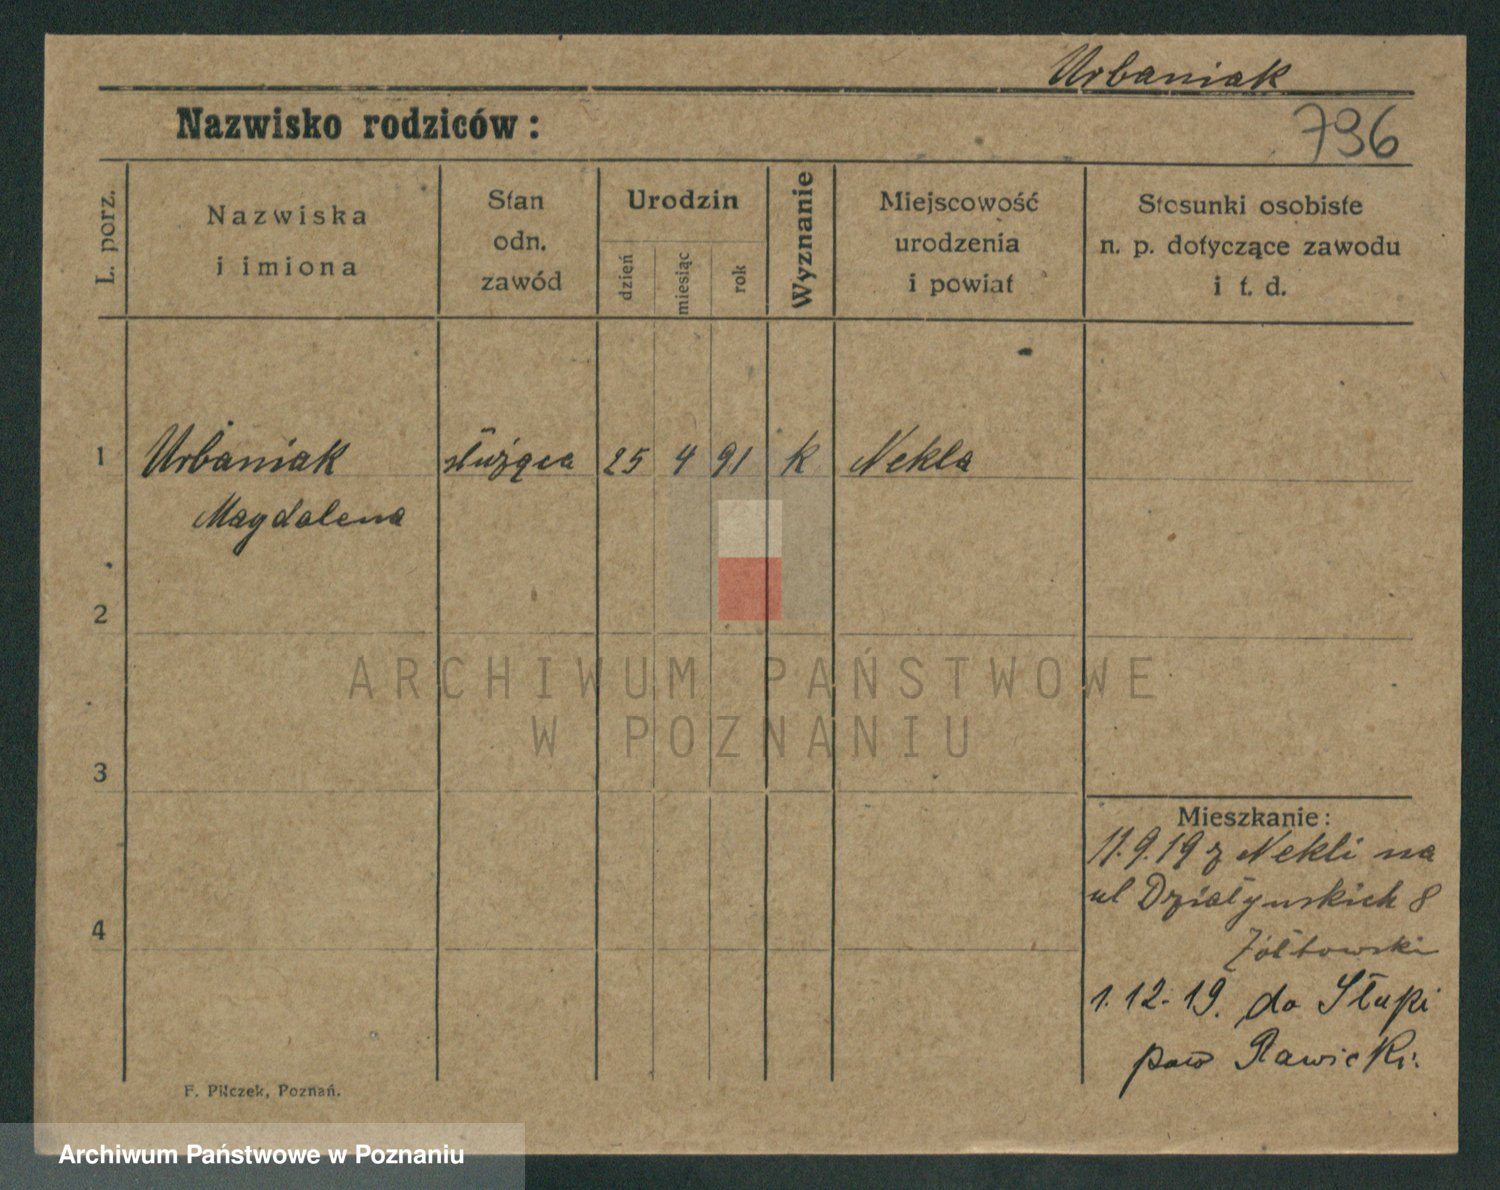 Urbaniak
Nazwisko rodziców:
796
L. porz.
Nazwiska
i imiona
Stan
odn.
zawód
Urodzin
dzień
miesiąc
rok
Wyznanie
Miejscowość
urodzenia
i powiat
Stosunki osobiste
n. p. dotyczące zawodu
i t. d.
1 Urbaniak służąca 25 4 91 k Nekla
Magdalena
2
ARCHIWUM PAŃSTWOWE
W POZNANIU
3
Mieszkanie:
11.9.19 z Nekli na
ul Działyńskich 8
Żółtowski
4
1.12.19. do Słupi
pow Rawicki.
F. Pilczek, Poznań.
Archiwum Państwowe w Poznaniu